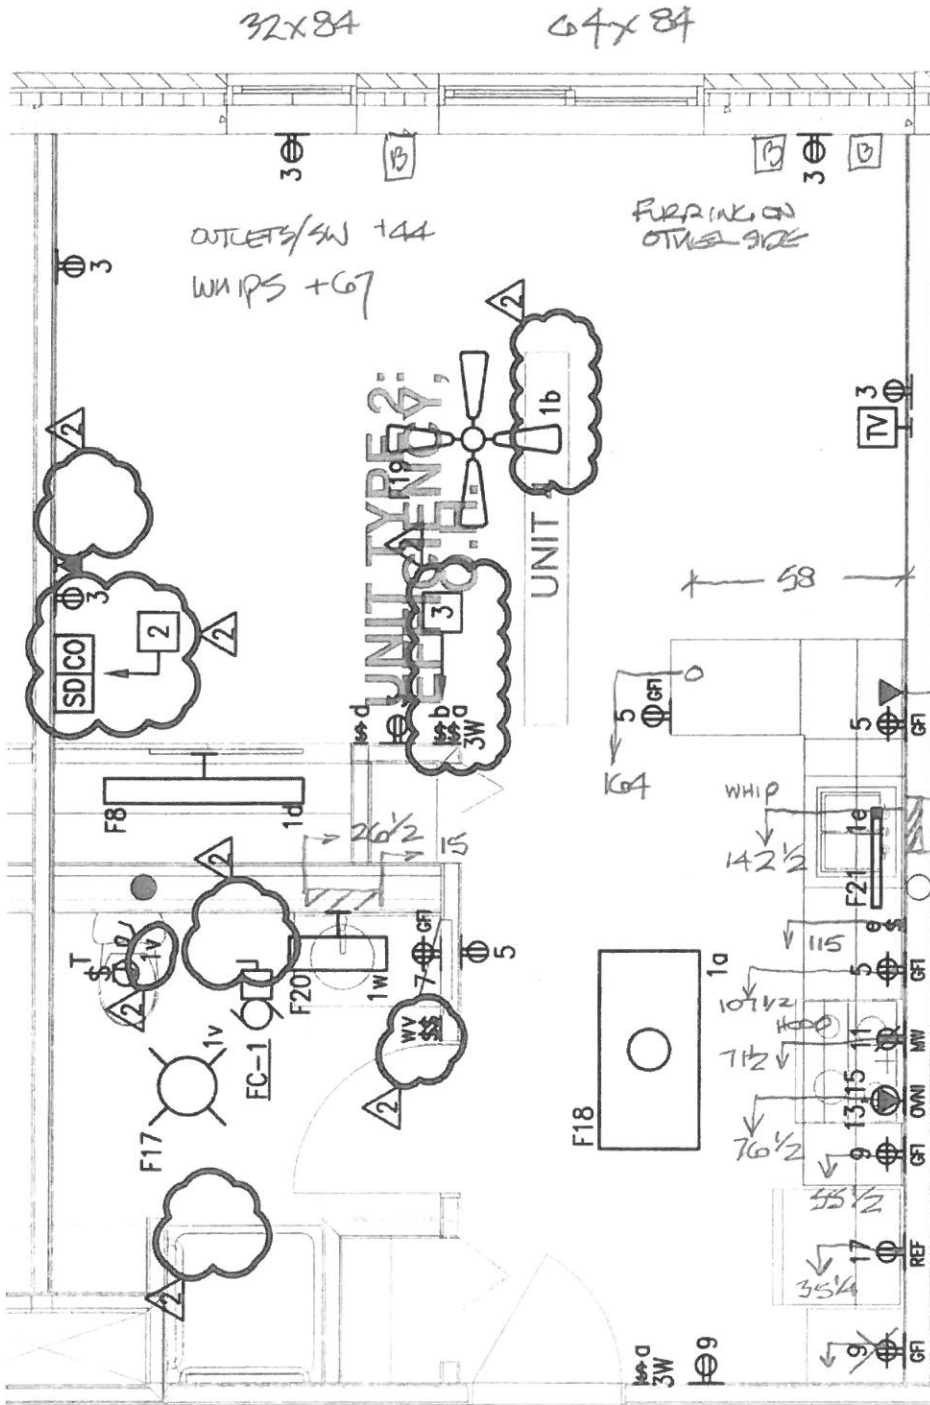 32x84
64x84
3
B
B
3
B
OUTLETS/SW +44
WHIPS +67
FURRING ON
OTHER SIDE
3
2
2
1b
3
TV
F19
UNIT TYPE 2:
EFFICIENCY,
UNIT
2
3
58
3
2
2
SD CO
d
b
a
3W
5 GFI
5 GFI
164
F8
1d
26 1/2
15
WHIP
142 1/2
F21
1e
2
e $
115
$T
1v
2
F20
1w
7 GFI
5
1a
5 GFI
107 1/2
HOOD
71 1/2
11 MW
1v
FC-1
WV
$$
2
F17
F18
13,15 OVN
76 1/2
9 GFI
55 1/2
17 REF
35 1/4
2
a
3W
9
9 GFI